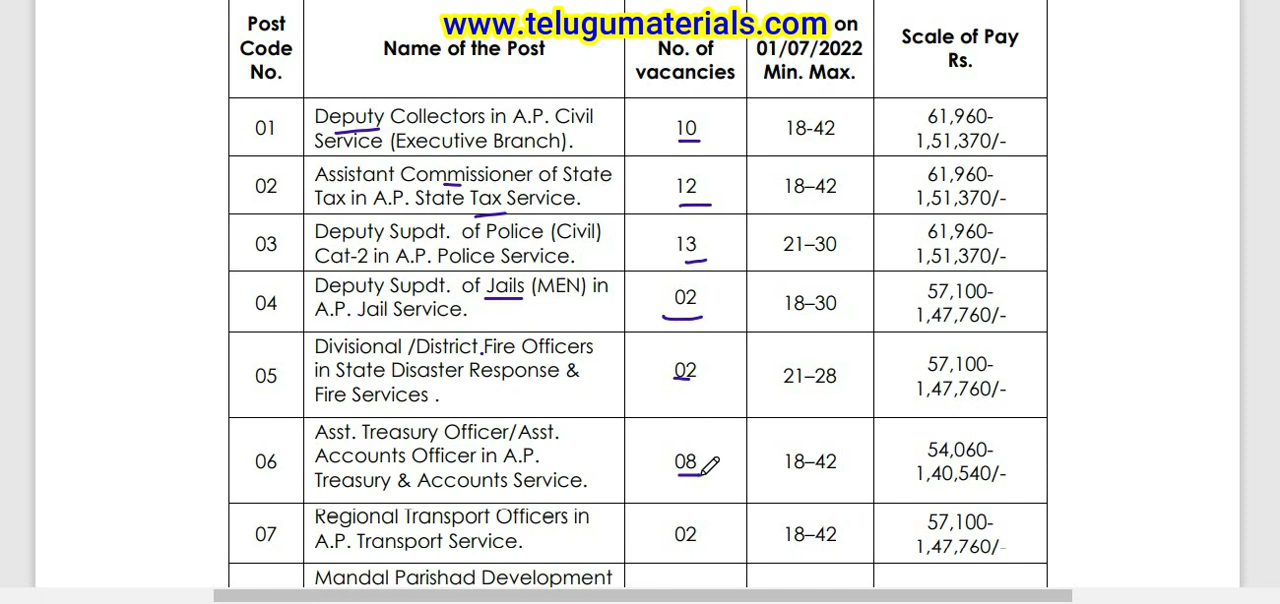 www.telugumaterials.com
Post Code No.
Name of the Post
No. of vacancies
on 01/07/2022 Min. Max.
Scale of Pay Rs.
01
Deputy Collectors in A.P. Civil
Service (Executive Branch).
10
18-42
61,960-
1,51,370/-
02
Assistant Commissioner of State
Tax in A.P. State Tax Service.
12
18–42
61,960-
1,51,370/-
03
Deputy Supdt. of Police (Civil)
Cat-2 in A.P. Police Service.
13
21–30
61,960-
1,51,370/-
04
Deputy Supdt. of Jails (MEN) in
A.P. Jail Service.
02
18–30
57,100-
1,47,760/-
05
Divisional /District Fire Officers
in State Disaster Response &
Fire Services .
02
21–28
57,100-
1,47,760/-
06
Asst. Treasury Officer/Asst.
Accounts Officer in A.P.
Treasury & Accounts Service.
08
18–42
54,060-
1,40,540/-
07
Regional Transport Officers in
A.P. Transport Service.
02
18–42
57,100-
1,47,760/-
Mandal Parishad Development